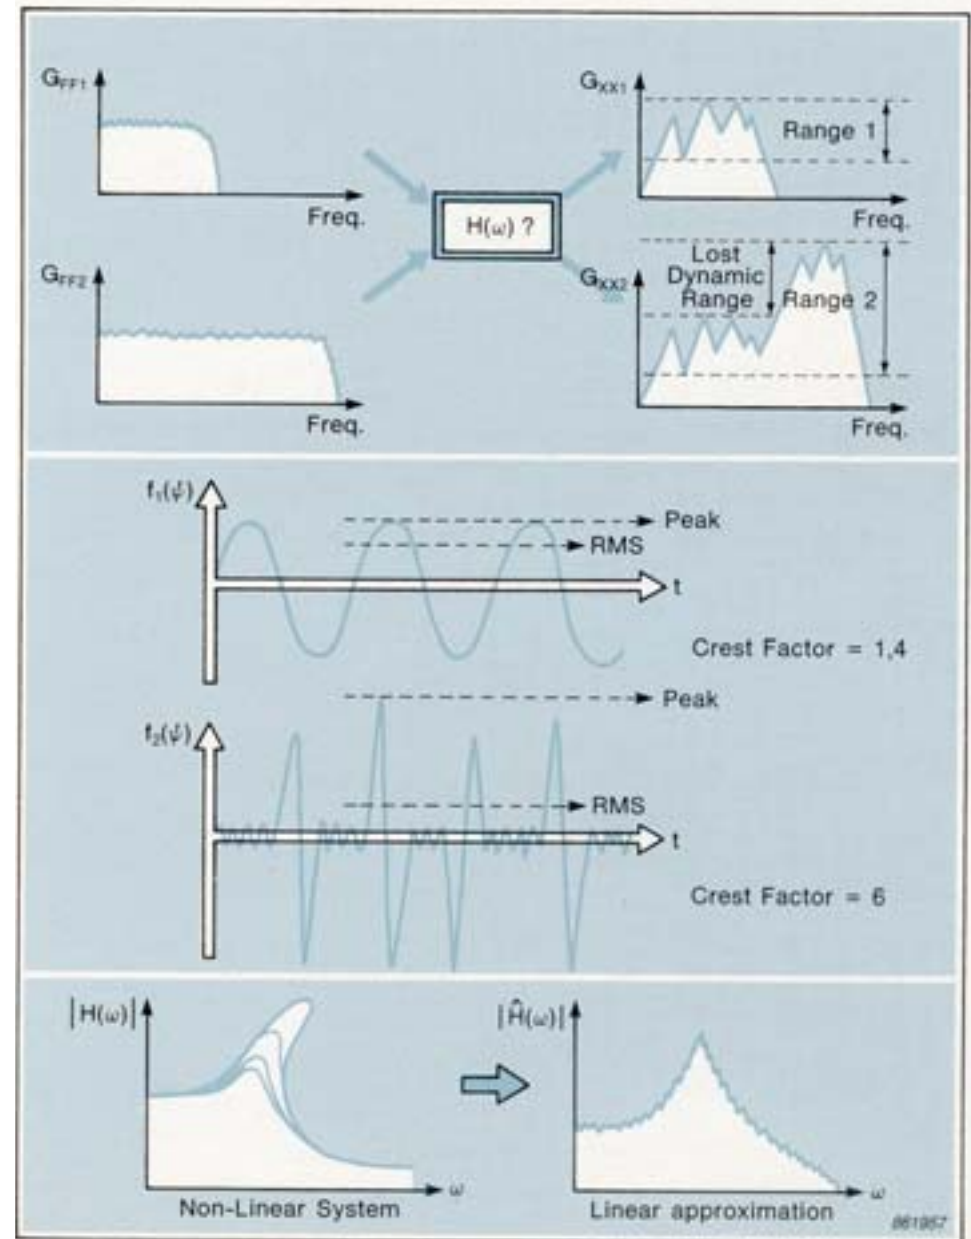 G_FF1
Freq.
H(ω) ?
G_XX1
Range 1
Freq.
G_FF2
Freq.
G_XX2
Lost
Dynamic
Range
Range 2
Freq.
f₁(ψ)
Peak
RMS
t
Crest Factor = 1,4
f₂(ψ)
Peak
RMS
t
Crest Factor = 6
|H(ω)|
ω
Non-Linear System
|Ĥ(ω)|
ω
Linear approximation
861957